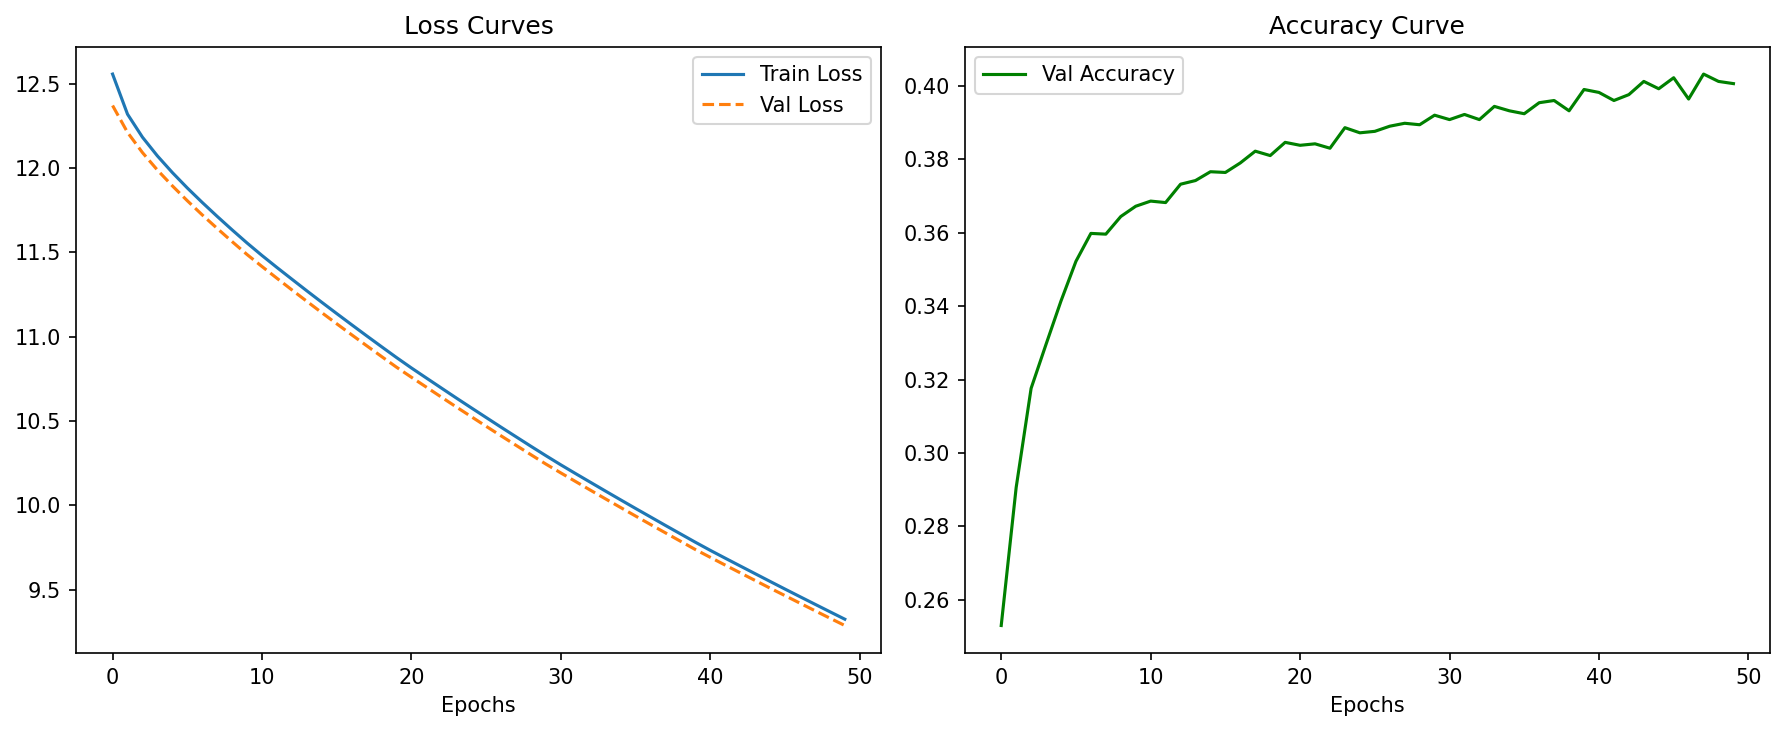 Loss Curves
Train Loss
Val Loss
12.5
12.0
11.5
11.0
10.5
10.0
9.5
0 10 20 30 40 50
Epochs
Accuracy Curve
Val Accuracy
0.40
0.38
0.36
0.34
0.32
0.30
0.28
0.26
0 10 20 30 40 50
Epochs